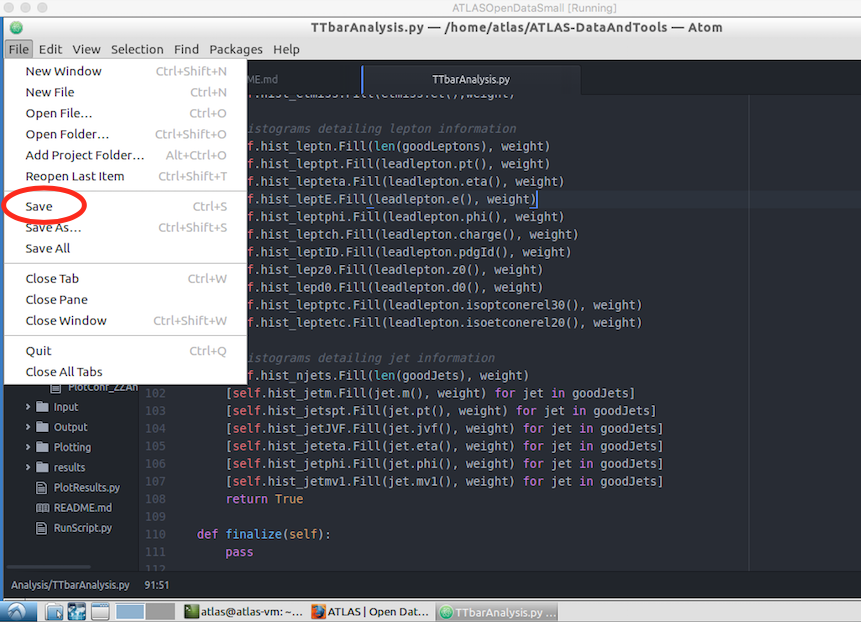 ATLASOpenDataSmall [Running]
TTbarAnalysis.py — /home/atlas/ATLAS-DataAndTools — Atom
File Edit View Selection Find Packages Help
New Window Ctrl+Shift+N
New File Ctrl+N
Open File... Ctrl+O
Open Folder... Ctrl+Shift+O
Add Project Folder... Alt+Ctrl+O
Reopen Last Item Ctrl+Shift+T
Save Ctrl+S
Save As... Ctrl+Shift+S
Save All
Close Tab Ctrl+W
Close Pane
Close Window Ctrl+Shift+W
Quit Ctrl+Q
Close All Tabs
ME.md TTbarAnalysis.py
f.hist_etmiss.Fill(etmiss.et(),weight)
istograms detailing lepton information
f.hist_leptn.Fill(len(goodLeptons), weight)
f.hist_leptpt.Fill(leadlepton.pt(), weight)
f.hist_lepteta.Fill(leadlepton.eta(), weight)
f.hist_leptE.Fill(leadlepton.e(), weight)
f.hist_leptphi.Fill(leadlepton.phi(), weight)
f.hist_leptch.Fill(leadlepton.charge(), weight)
f.hist_leptID.Fill(leadlepton.pdgId(), weight)
f.hist_lepz0.Fill(leadlepton.z0(), weight)
f.hist_lepd0.Fill(leadlepton.d0(), weight)
f.hist_leptptc.Fill(leadlepton.isoptconerel30(), weight)
f.hist_leptetc.Fill(leadlepton.isoetconerel20(), weight)
istograms detailing jet information
f.hist_njets.Fill(len(goodJets), weight)
102 [self.hist_jetm.Fill(jet.m(), weight) for jet in goodJets]
103 [self.hist_jetspt.Fill(jet.pt(), weight) for jet in goodJets]
104 [self.hist_jetJVF.Fill(jet.jvf(), weight) for jet in goodJets]
105 [self.hist_jeteta.Fill(jet.eta(), weight) for jet in goodJets]
106 [self.hist_jetphi.Fill(jet.phi(), weight) for jet in goodJets]
107 [self.hist_jetmv1.Fill(jet.mv1(), weight) for jet in goodJets]
108 return True
109
110 def finalize(self):
111 pass
112
PlotConf_ZZAn
Input
Output
Plotting
results
PlotResults.py
README.md
RunScript.py
Analysis/TTbarAnalysis.py 91:51
atlas@atlas-vm: ~... ATLAS | Open Dat... TTbarAnalysis.py ...